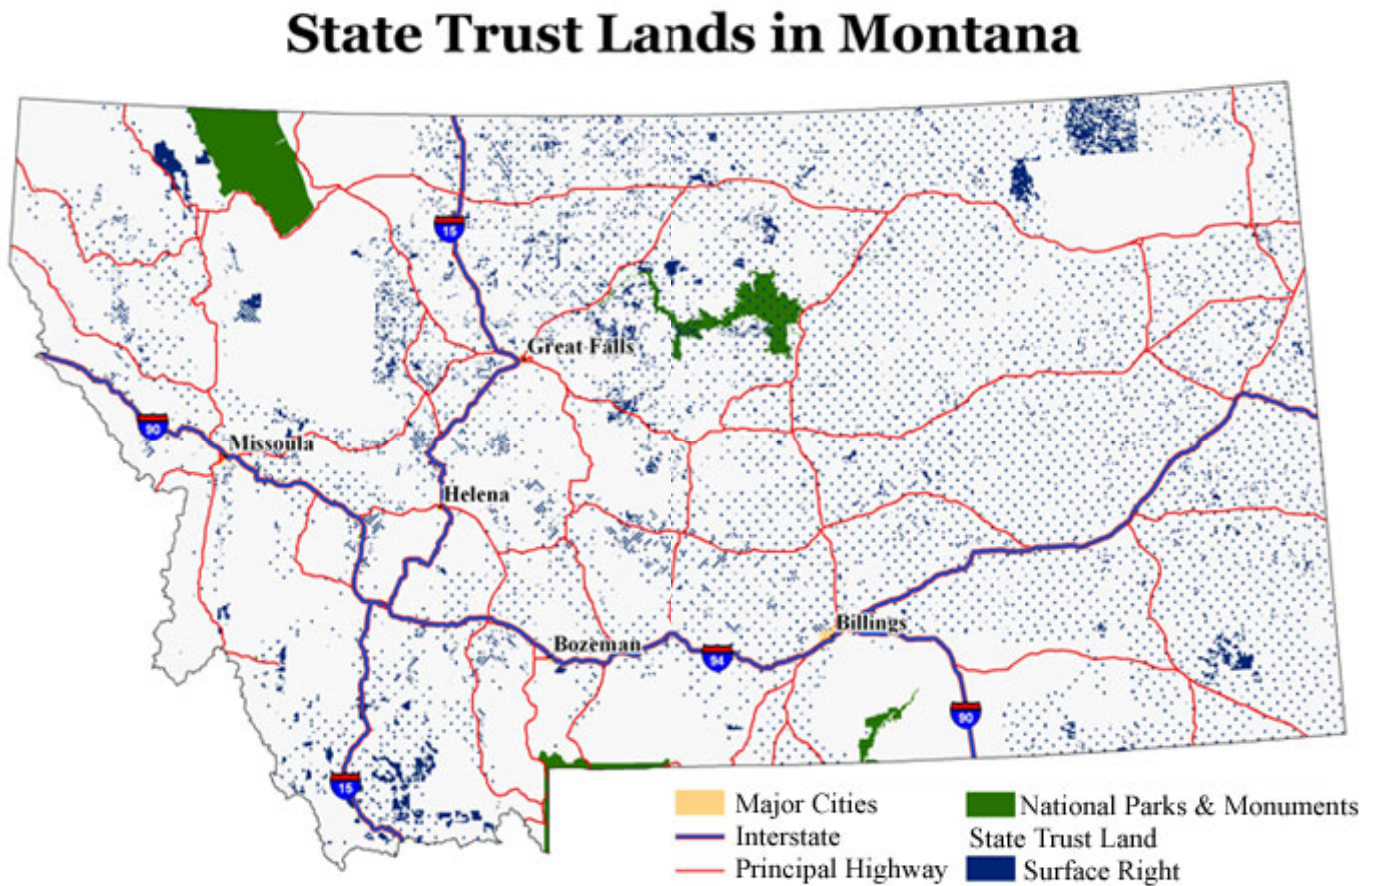 State Trust Lands in Montana
15
Great Falls
90
Missoula
Helena
Billings
Bozeman
94
90
15
Major Cities
Interstate
Principal Highway
National Parks & Monuments
State Trust Land
Surface Right